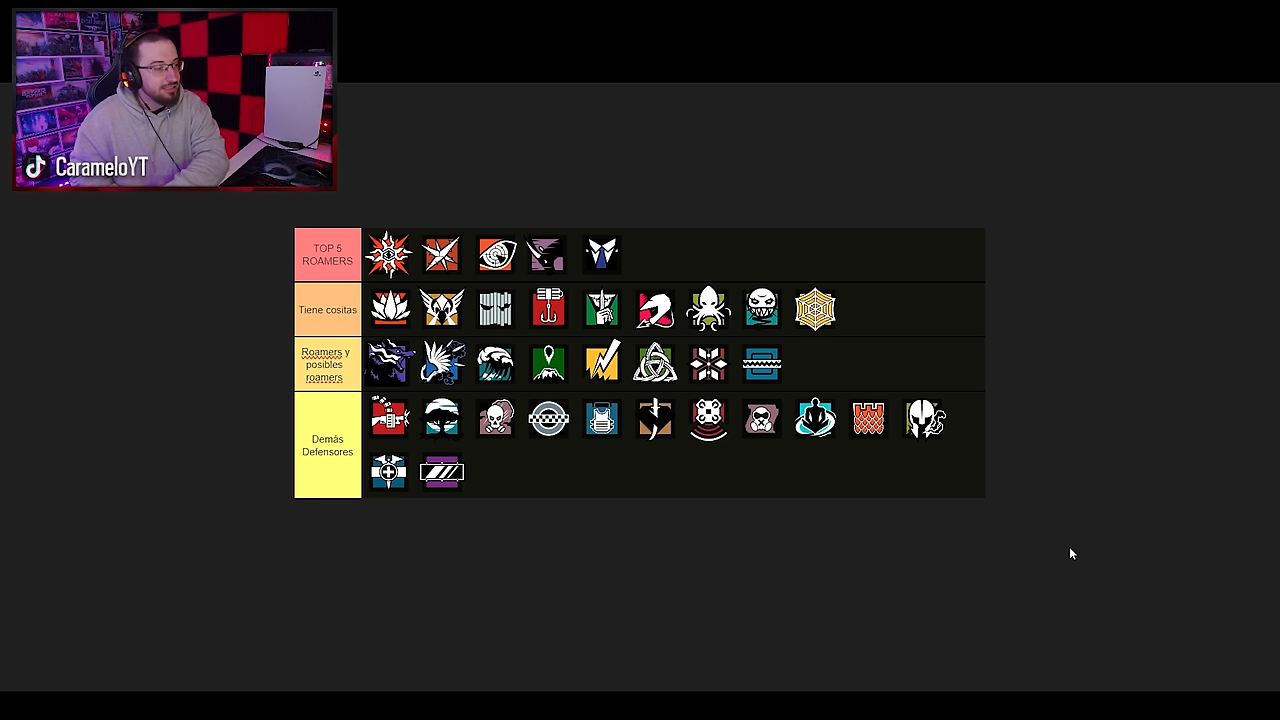 CarameloYT
TOP 5
ROAMERS
Tiene cositas
Roamers y
posibles
roamers
Demás
Defensores